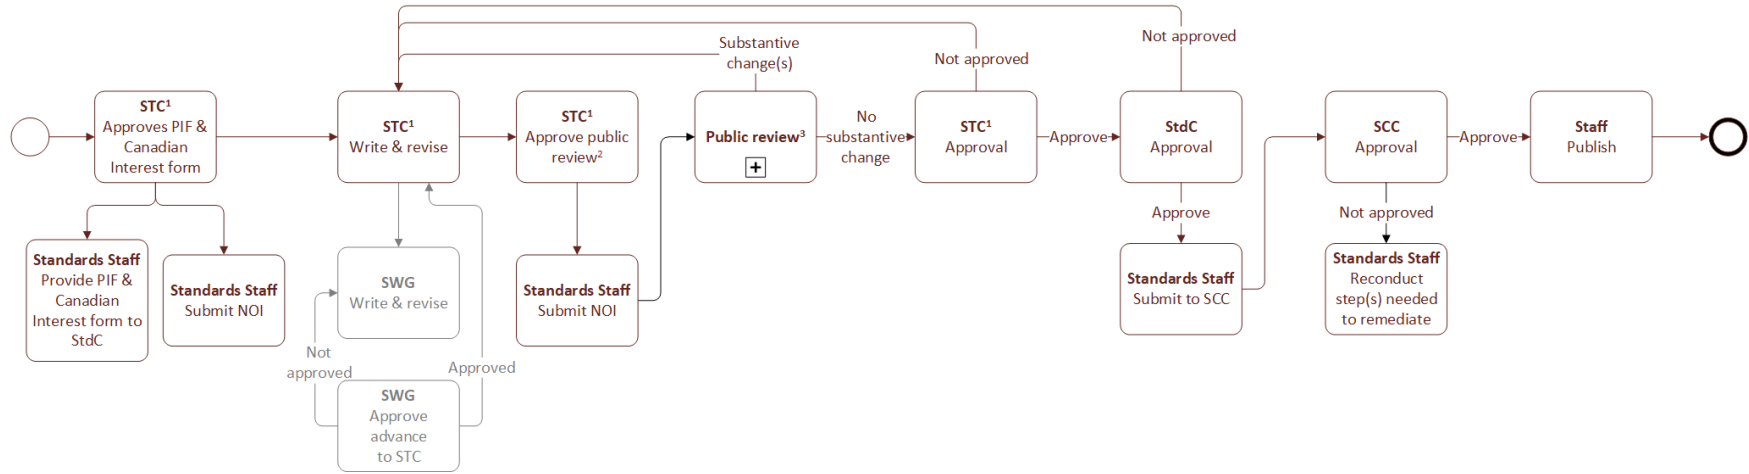 Substantive
change(s)
Not approved
Not approved
STC¹
Approves PIF &
Canadian
Interest form
STC¹
Write & revise
STC¹
Approve public
review²
Public review³
No
substantive
change
STC¹
Approval
Approve
StdC
Approval
SCC
Approval
Approve
Staff
Publish
Standards Staff
Provide PIF &
Canadian
Interest form to
StdC
Standards Staff
Submit NOI
SWG
Write & revise
Not
approved
Approved
SWG
Approve
advance
to STC
Standards Staff
Submit NOI
Approve
Standards Staff
Submit to SCC
Not approved
Standards Staff
Reconduct
step(s) needed
to remediate